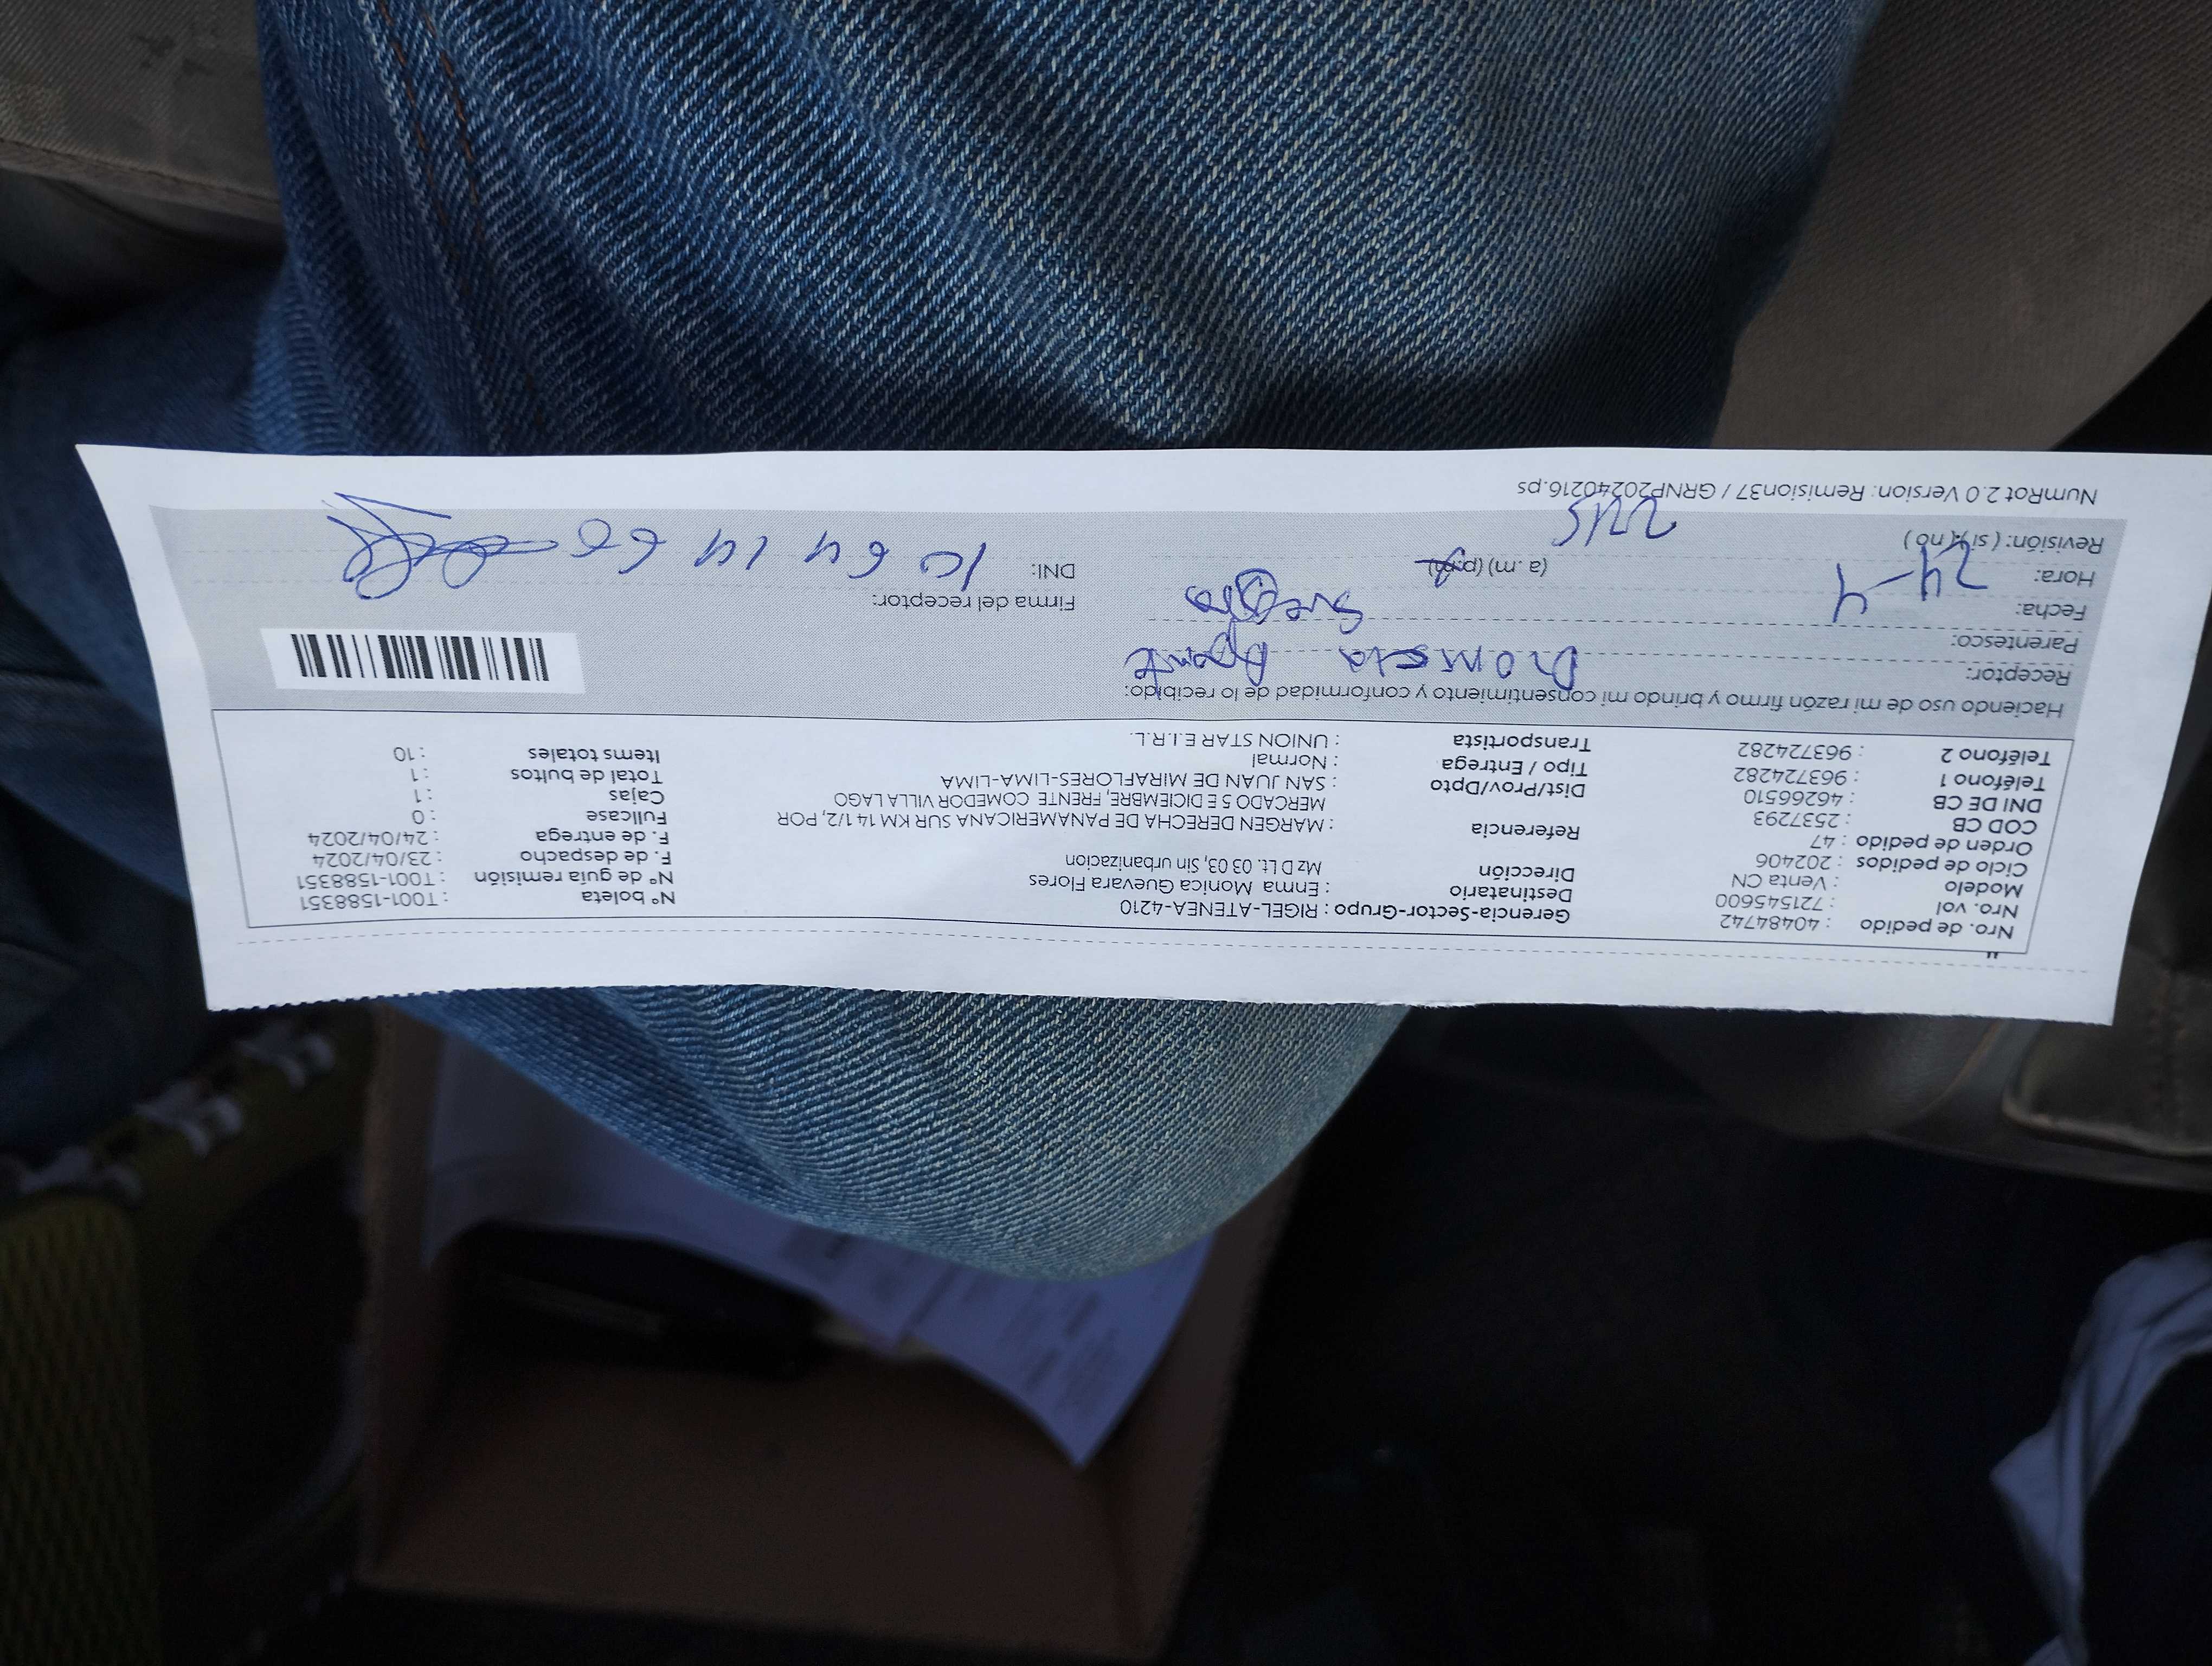 Nro. de pedido : 40484742
Nro. vol : 721545600
Modelo : Venta CN
Ciclo de pedidos : 202406
Orden de pedido : 47
COD CB : 2537293
DNI DE CB : 46266510
Teléfono 1 : 963724282
Teléfono 2 : 963724282
Gerencia-Sector-Grupo : RIGEL-ATENEA-4210
Destinatario : Enma Monica Guevara Flores
Dirección Mz D Lt. 03 03, Sin urbanizacion
Referencia : MARGEN DERECHA DE PANAMERICANA SUR KM 14 1/2, POR
MERCADO 5 E DICIEMBRE, FRENTE COMEDOR VILLA LAGO
Dist/Prov/Dpto : SAN JUAN DE MIRAFLORES-LIMA-LIMA
Tipo / Entrega : Normal
Transportista : UNION STAR E.I.R.L.
Nº boleta : T001-1588351
Nº de guía remisión : T001-1588351
F. de despacho : 23/04/2024
F. de entrega : 24/04/2024
Fullcase : 0
Cajas : 1
Total de bultos : 1
Items totales : 10
Haciendo uso de mi razón firmo y brindo mi consentimiento y conformidad de lo recibido:
Receptor:
Parentesco:
Fecha: 24-4
Hora: (a.m) (p.m)
Revisión: (si) (no)
Firma del receptor:
DNI:
NumRot 2.0 Version: Remision37 / GRNP20240216.ps